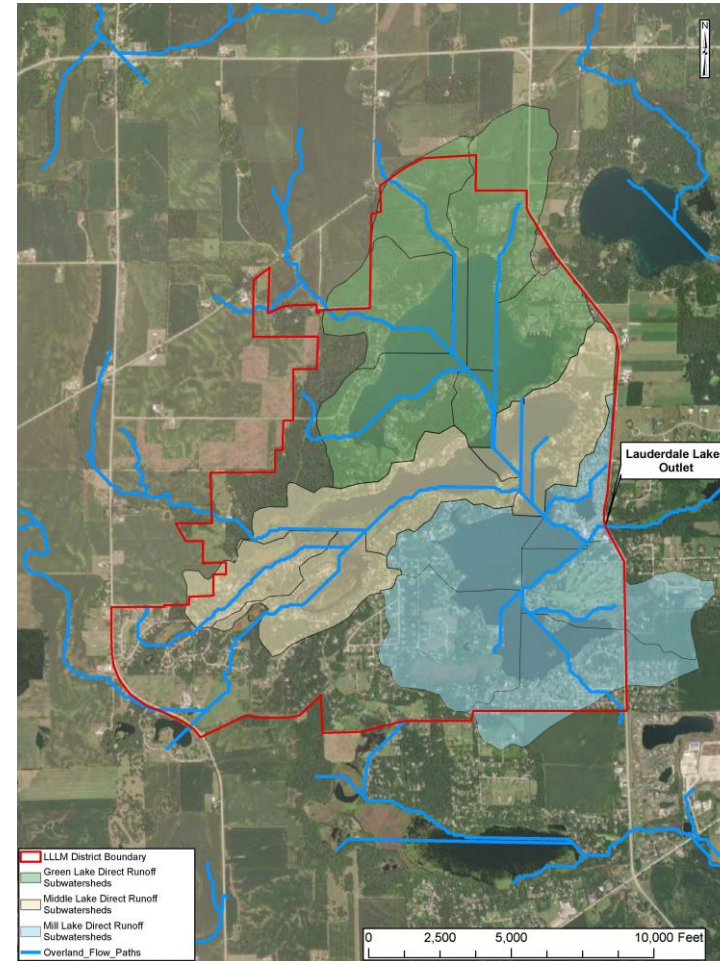 N
Lauderdale Lakes
Outlet
LLLM District Boundary
Green Lake Direct Runoff
Subwatersheds
Middle Lake Direct Runoff
Subwatersheds
Mill Lake Direct Runoff
Subwatersheds
Overland_Flow_Paths
0 2,500 5,000 10,000 Feet